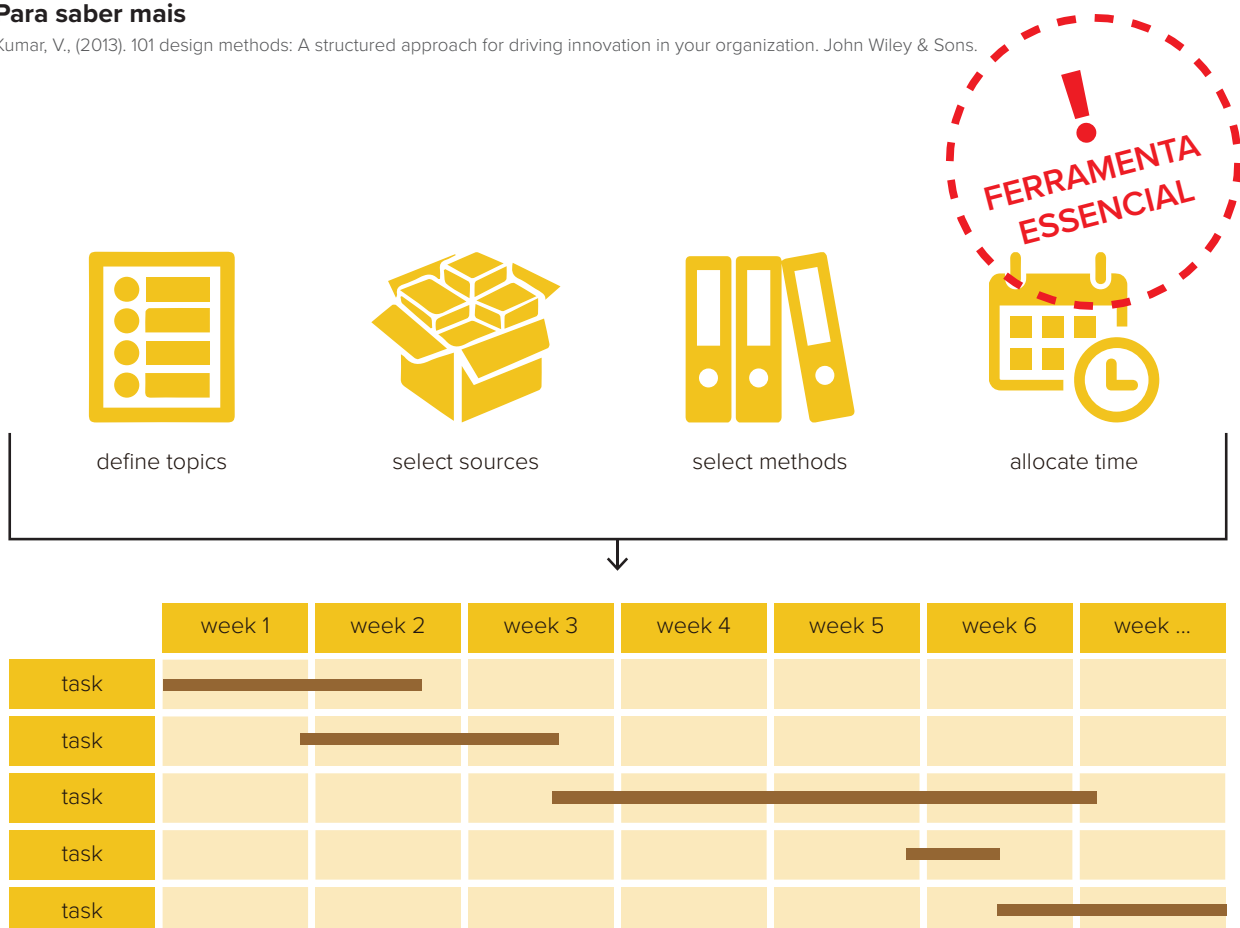 Para saber mais
Kumar, V., (2013). 101 design methods: A structured approach for driving innovation in your organization. John Wiley & Sons.
!
FERRAMENTA
ESSENCIAL
define topics
select sources
select methods
allocate time
week 1
week 2
week 3
week 4
week 5
week 6
week ...
task
task
task
task
task